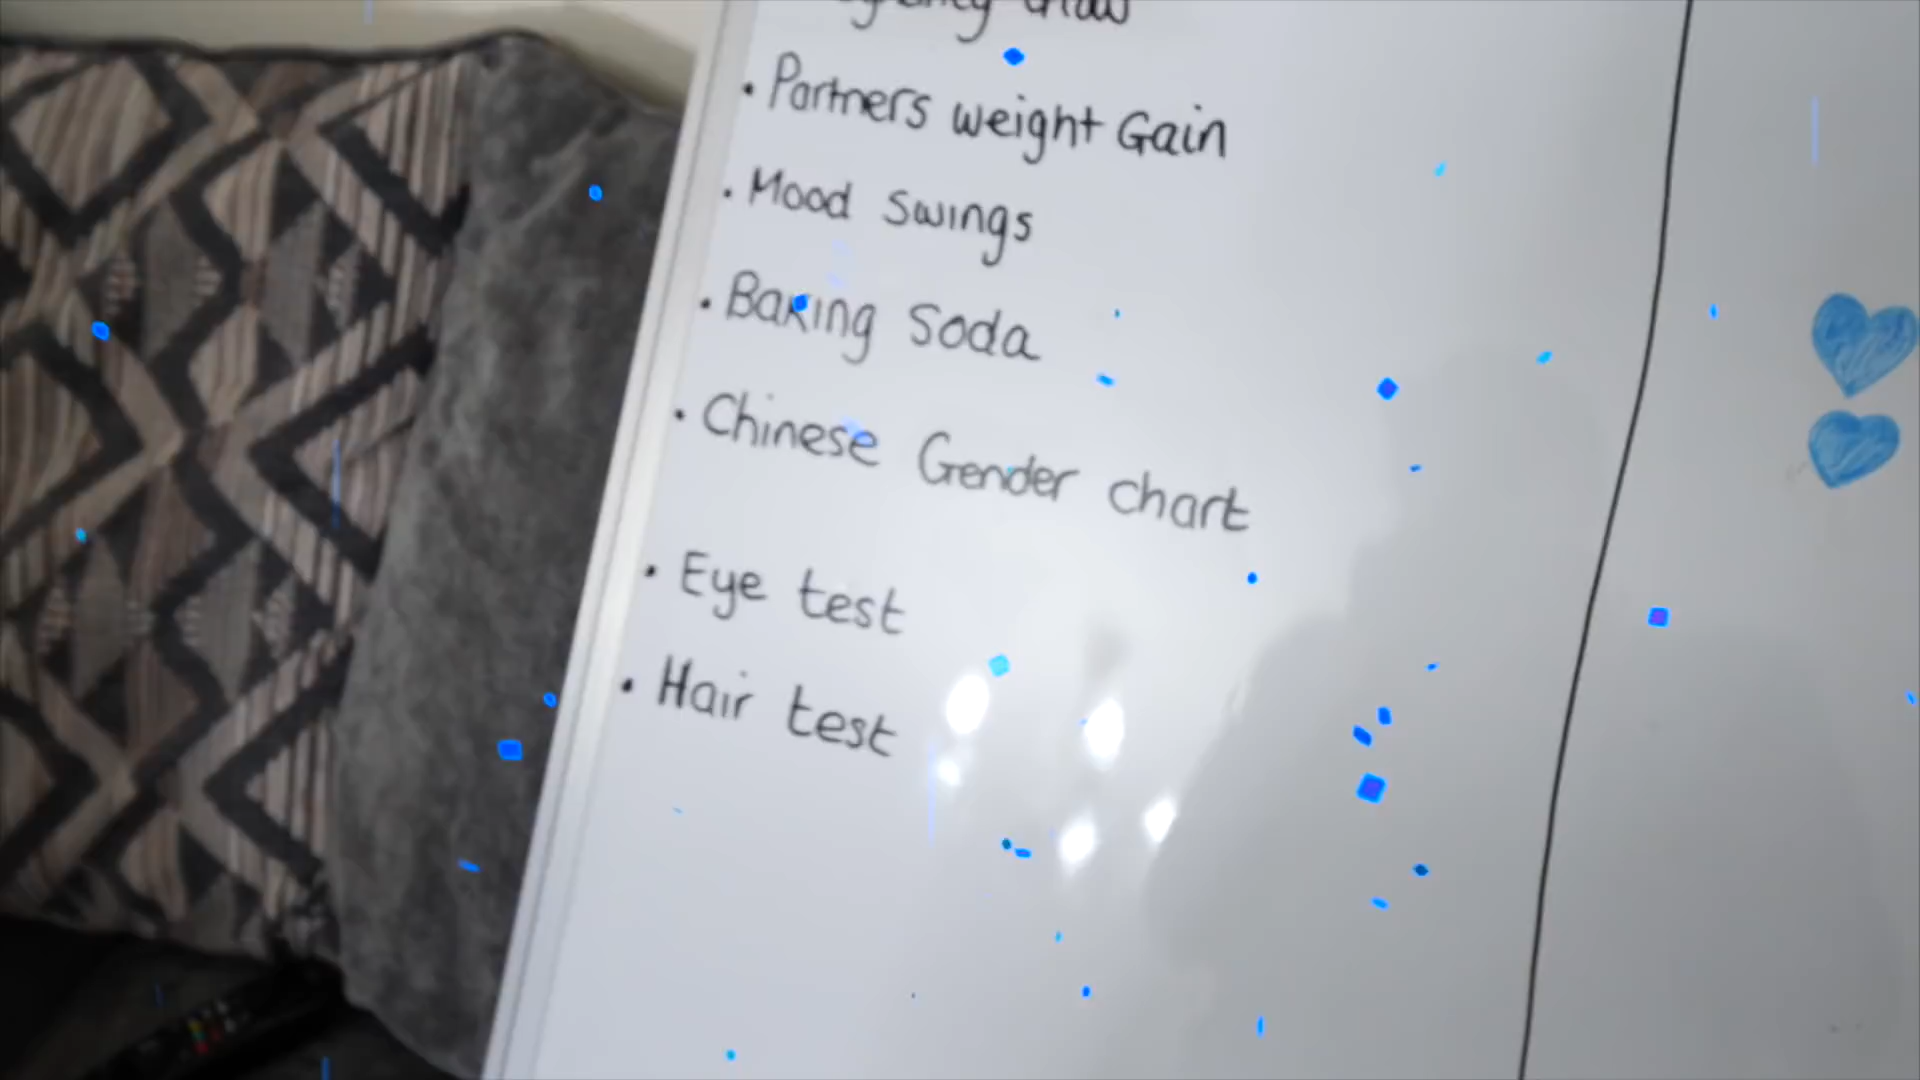 • Partners weight Gain
• Mood swings
• Baking Soda
• Chinese Gender chart
• Eye test
• Hair test